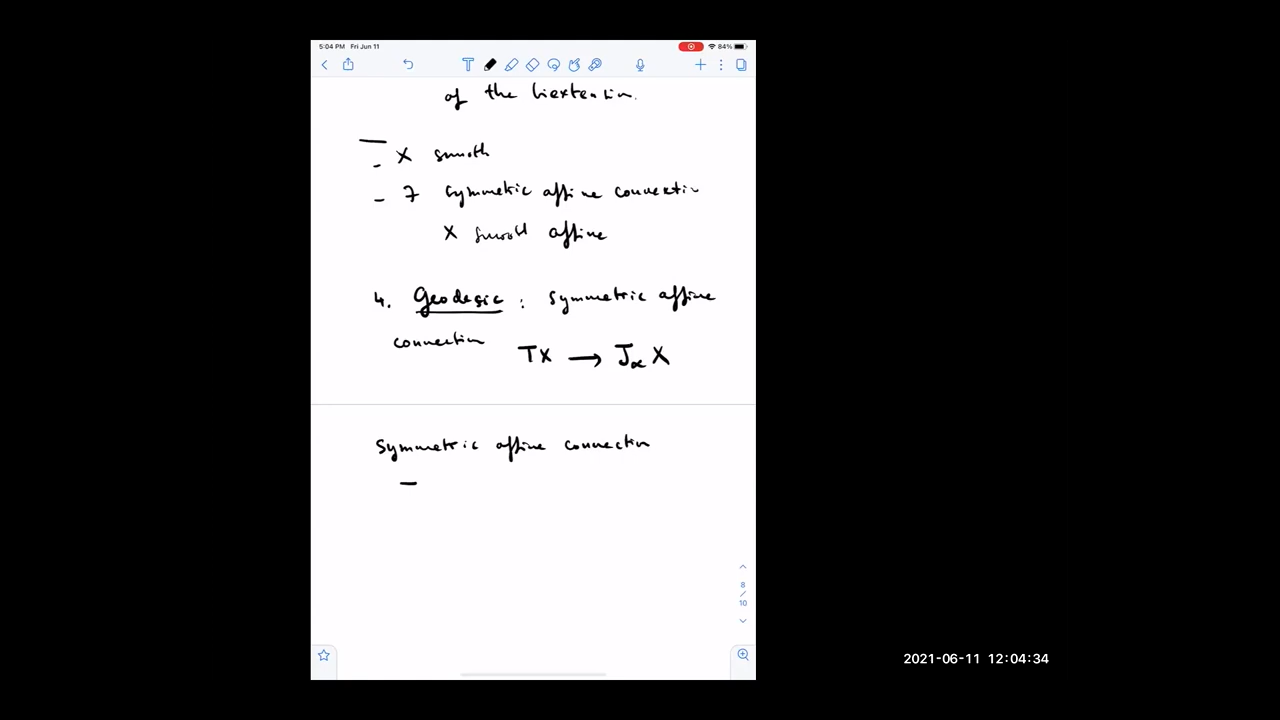 5:04 PM Fri Jun 11
84%
of the biextension.
- X smooth
- ∃ symmetric affine connection
X smooth affine
4. Geodesic : symmetric affine
connection TX → J∞ X
Symmetric affine connection
-
8
/
10
2021-06-11 12:04:34